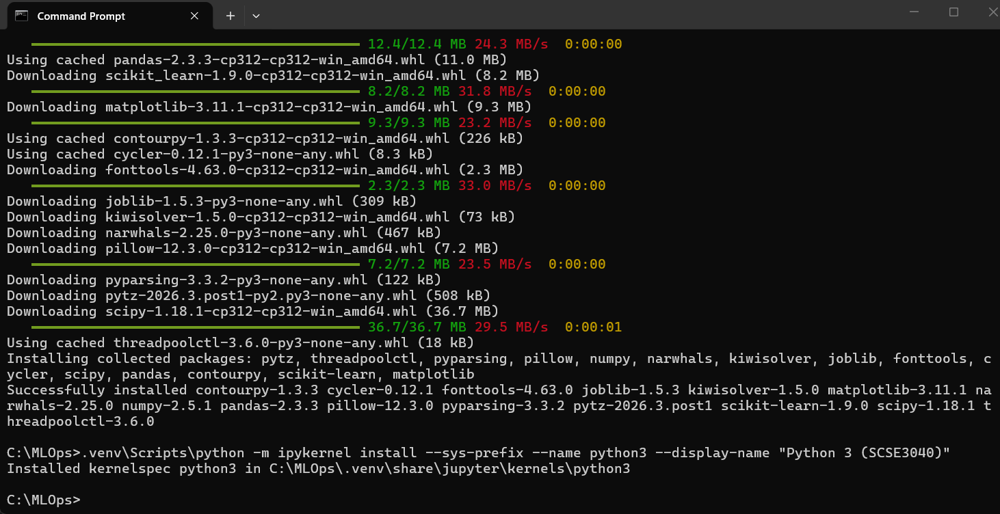 Command Prompt
12.4/12.4 MB 24.3 MB/s 0:00:00
Using cached pandas-2.3.3-cp312-cp312-win_amd64.whl (11.0 MB)
Downloading scikit_learn-1.9.0-cp312-cp312-win_amd64.whl (8.2 MB)
8.2/8.2 MB 31.8 MB/s 0:00:00
Downloading matplotlib-3.11.1-cp312-cp312-win_amd64.whl (9.3 MB)
9.3/9.3 MB 23.2 MB/s 0:00:00
Using cached contourpy-1.3.3-cp312-cp312-win_amd64.whl (226 kB)
Using cached cycler-0.12.1-py3-none-any.whl (8.3 kB)
Downloading fonttools-4.63.0-cp312-cp312-win_amd64.whl (2.3 MB)
2.3/2.3 MB 33.0 MB/s 0:00:00
Downloading joblib-1.5.3-py3-none-any.whl (309 kB)
Downloading kiwisolver-1.5.0-cp312-cp312-win_amd64.whl (73 kB)
Downloading narwhals-2.25.0-py3-none-any.whl (467 kB)
Downloading pillow-12.3.0-cp312-cp312-win_amd64.whl (7.2 MB)
7.2/7.2 MB 23.5 MB/s 0:00:00
Downloading pyparsing-3.3.2-py3-none-any.whl (122 kB)
Downloading pytz-2026.3.post1-py2.py3-none-any.whl (508 kB)
Downloading scipy-1.18.1-cp312-cp312-win_amd64.whl (36.7 MB)
36.7/36.7 MB 29.5 MB/s 0:00:01
Using cached threadpoolctl-3.6.0-py3-none-any.whl (18 kB)
Installing collected packages: pytz, threadpoolctl, pyparsing, pillow, numpy, narwhals, kiwisolver, joblib, fonttools, c
ycler, scipy, pandas, contourpy, scikit-learn, matplotlib
Successfully installed contourpy-1.3.3 cycler-0.12.1 fonttools-4.63.0 joblib-1.5.3 kiwisolver-1.5.0 matplotlib-3.11.1 na
rwhals-2.25.0 numpy-2.5.1 pandas-2.3.3 pillow-12.3.0 pyparsing-3.3.2 pytz-2026.3.post1 scikit-learn-1.9.0 scipy-1.18.1 t
hreadpoolctl-3.6.0
C:\MLOps>.venv\Scripts\python -m ipykernel install --sys-prefix --name python3 --display-name "Python 3 (SCSE3040)"
Installed kernelspec python3 in C:\MLOps\.venv\share\jupyter\kernels\python3
C:\MLOps>